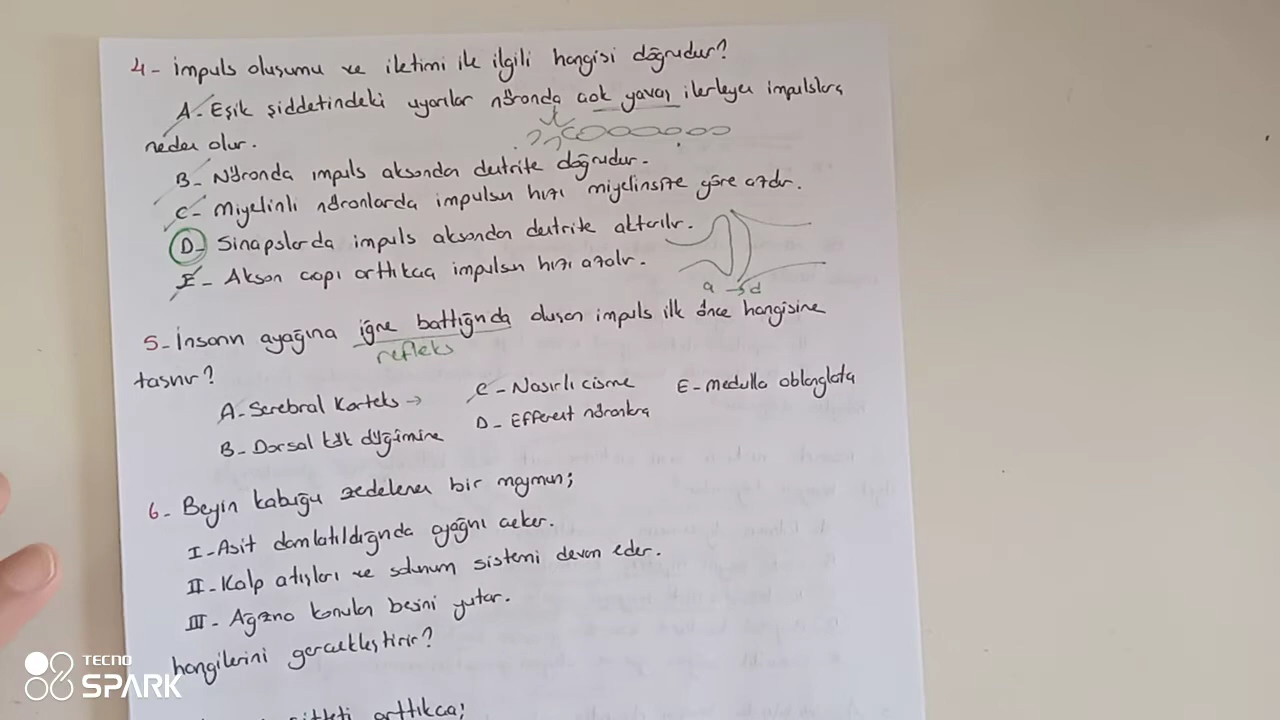 4- impuls oluşumu ve iletimi ile ilgili hangisi doğrudur?
A- Eşik şiddetindeki uyarılar nöronda çok yavaş ilerleyen impulslara
neden olur.
B- Nöronda impuls aksondan dentrite doğrudur.
C- Miyelinli nöronlarda impulsun hızı miyelinsize göre azdır.
D- Sinapslarda impuls aksondan dentrite aktarılır.
E- Akson çapı arttıkça impulsun hızı azalır.
a → d
5- İnsanın ayağına iğne battığında oluşan impuls ilk önce hangisine
refleks
taşınır?
A- Serebral Korteks →
C- Nasırlı cisme
E- medulla oblanglata
B- Dorsal kök düğümüne
D- Efferent nöronlara
6- Beyin kabuğu zedelenen bir maymun;
I- Asit damlatıldığında ayağını çeker.
II- Kalp atışları ve solunum sistemi devam eder.
III- Ağzına konulan besini yutar.
hangilerini gerçekleştirir?
arttıkça;
TECNO
SPARK